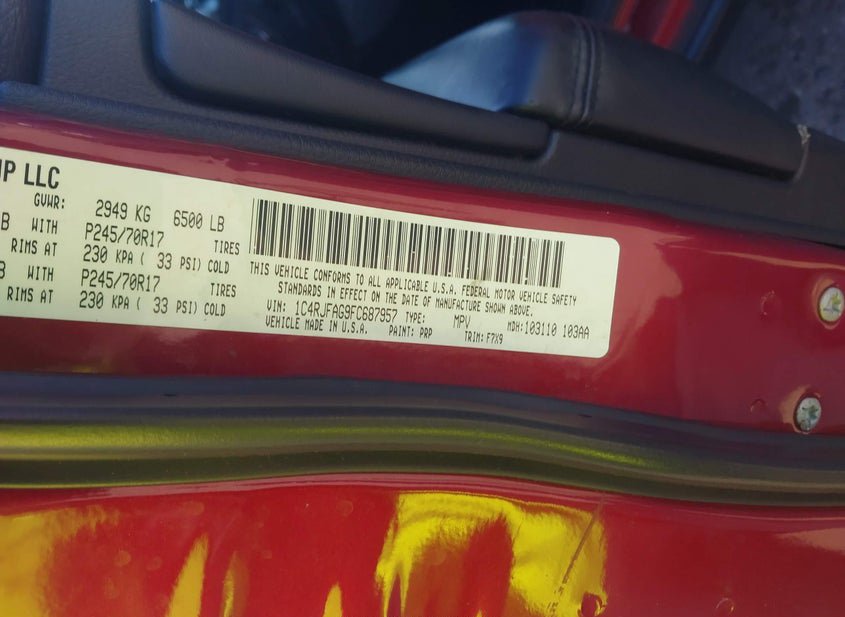 UP LLC
GVWR: 2949 KG 6500 LB
B WITH P245/70R17 TIRES
RIMS AT 230 KPA ( 33 PSI) COLD
B WITH P245/70R17 TIRES
RIMS AT 230 KPA ( 33 PSI) COLD
THIS VEHICLE CONFORMS TO ALL APPLICABLE U.S.A. FEDERAL MOTOR VEHICLE SAFETY
STANDARDS IN EFFECT ON THE DATE OF MANUFACTURE SHOWN ABOVE.
VIN: 1C4RJFAG9FC687957 TYPE: MPV MDH:103110 103AA
VEHICLE MADE IN U.S.A. PAINT: PRP TRIM:F7X9